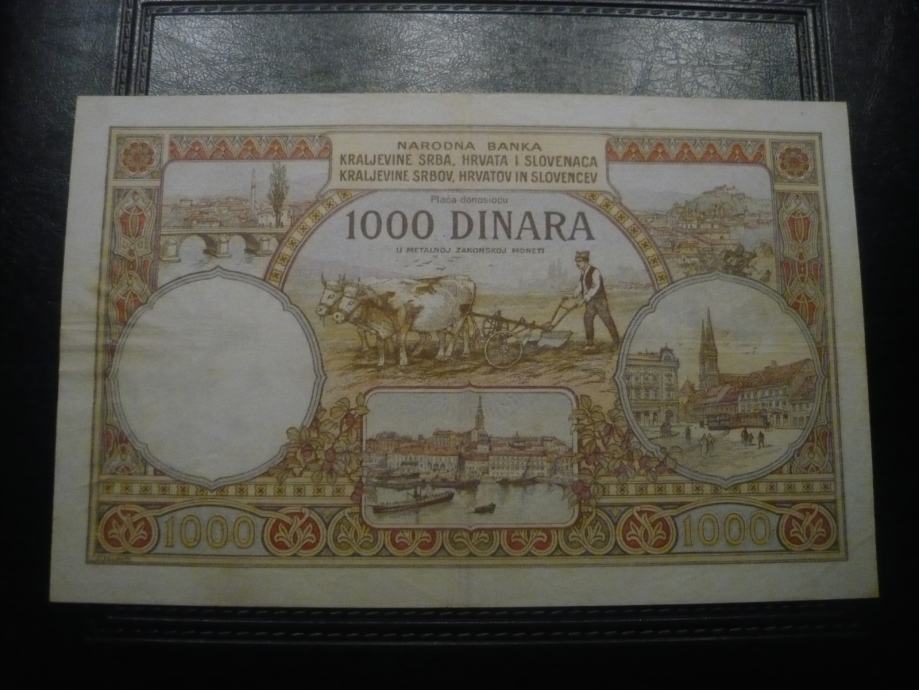 NARODNA BANKA
KRALJEVINE SRBA, HRVATA I SLOVENACA
KRALJEVINE SRBOV, HRVATOV IN SLOVENCEV
Plaća donosiocu
1000 DINARA
U METALNOJ ZAKONSKOJ MONETI
1000
1000